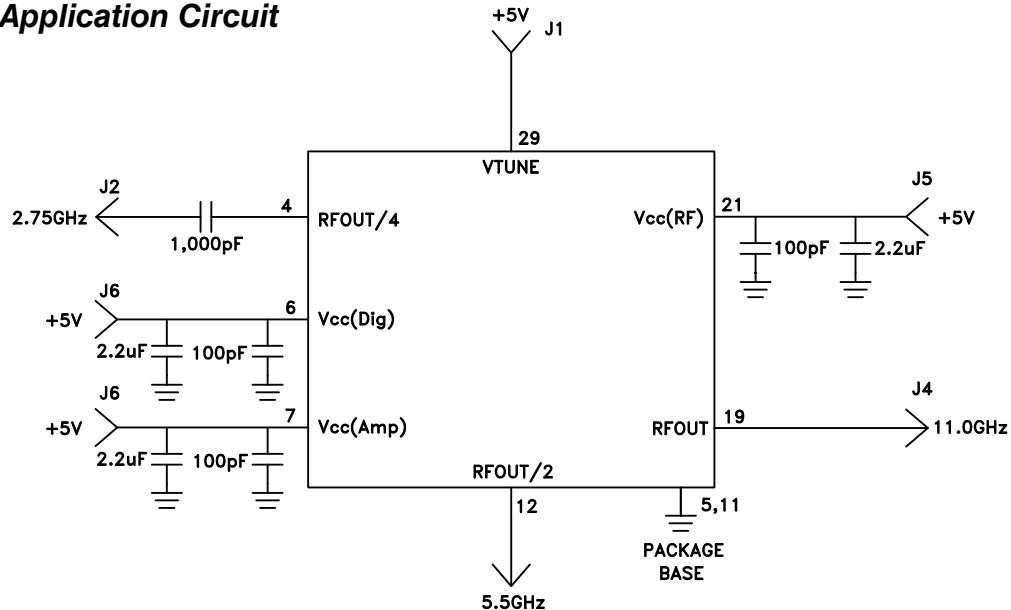 Application Circuit
+5V
J1
29
VTUNE
J2
2.75GHz
1,000pF
4
RFOUT/4
Vcc(RF)
21
J5
+5V
100pF
2.2uF
J6
+5V
6
Vcc(Dig)
2.2uF
100pF
J6
+5V
7
Vcc(Amp)
2.2uF
100pF
RFOUT
19
J4
11.0GHz
RFOUT/2
12
5.5GHz
5,11
PACKAGE
BASE